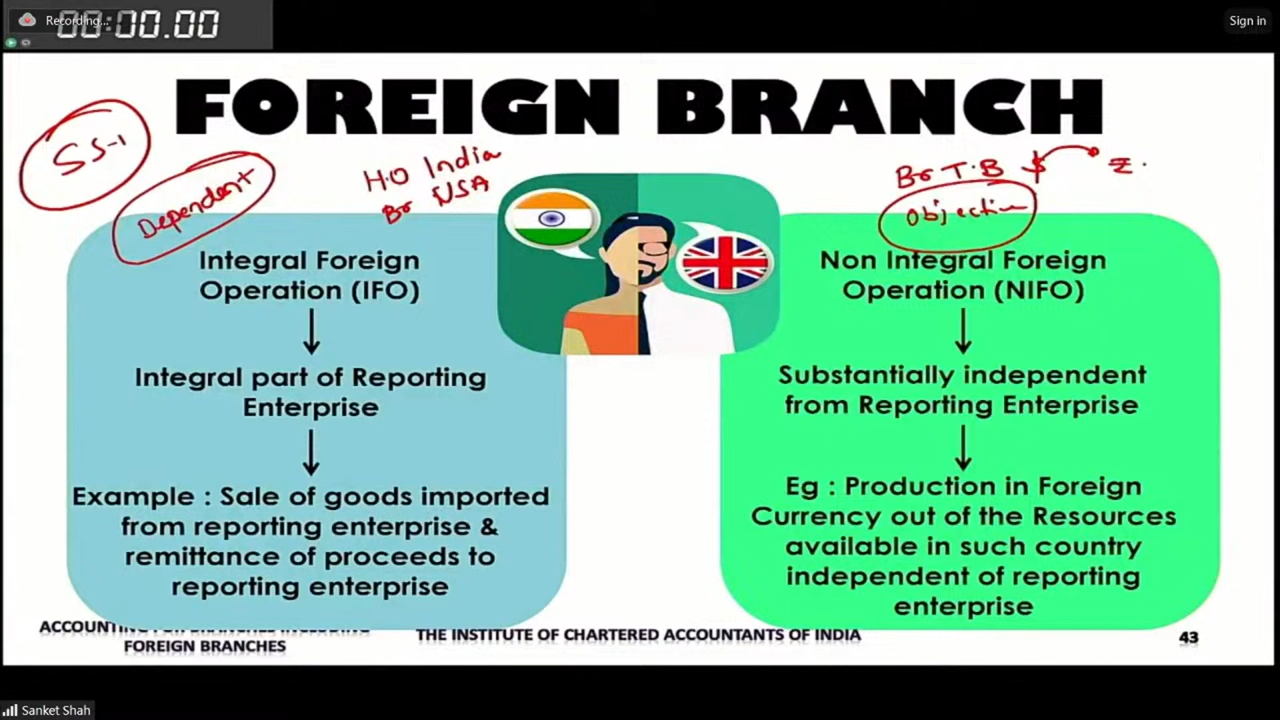 Recording...
00:00.00
Sign in
FOREIGN BRANCH
SS-1
Dependent
H.O India
Br USA
Br T.B $ ₹
Objective
Integral Foreign
Operation (IFO)
Integral part of Reporting
Enterprise
Example : Sale of goods imported
from reporting enterprise &
remittance of proceeds to
reporting enterprise
Non Integral Foreign
Operation (NIFO)
Substantially independent
from Reporting Enterprise
Eg : Production in Foreign
Currency out of the Resources
available in such country
independent of reporting
enterprise
FOREIGN BRANCHES
THE INSTITUTE OF CHARTERED ACCOUNTANTS OF INDIA
43
Sanket Shah